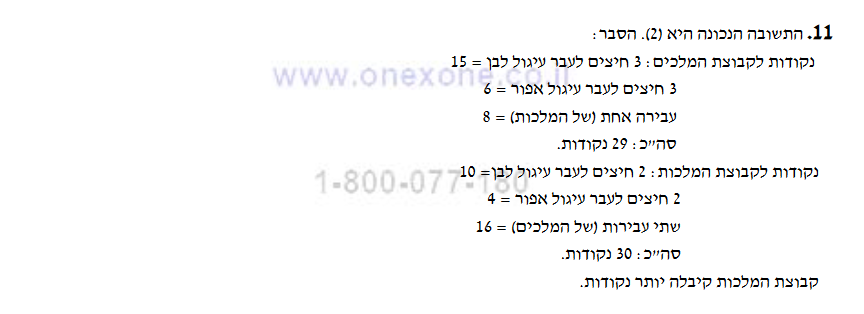 11. התשובה הנכונה היא (2). הסבר:
נקודות לקבוצת המלכים: 3 חיצים לעבר עיגול לבן = 15
www.onexone.co.il
3 חיצים לעבר עיגול אפור = 6
עבירה אחת (של המלכות) = 8
סה״כ: 29 נקודות.
נקודות לקבוצת המלכות: 2 חיצים לעבר עיגול לבן= 10
1-800-077-180
2 חיצים לעבר עיגול אפור = 4
שתי עבירות (של המלכים) = 16
סה״כ: 30 נקודות.
קבוצת המלכות קיבלה יותר נקודות.